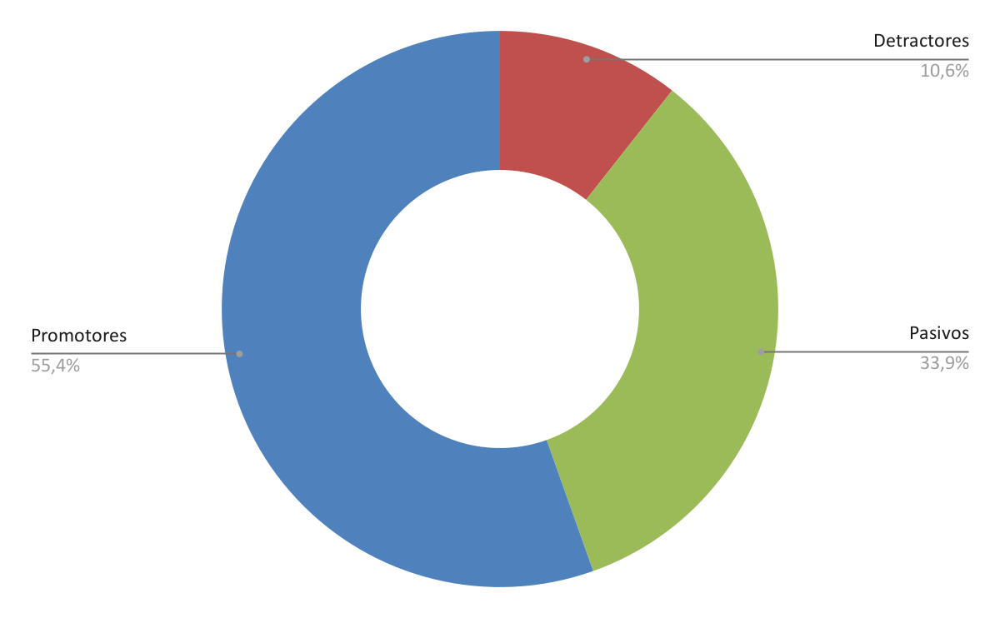 Detractores
10,6%
Promotores
55,4%
Pasivos
33,9%